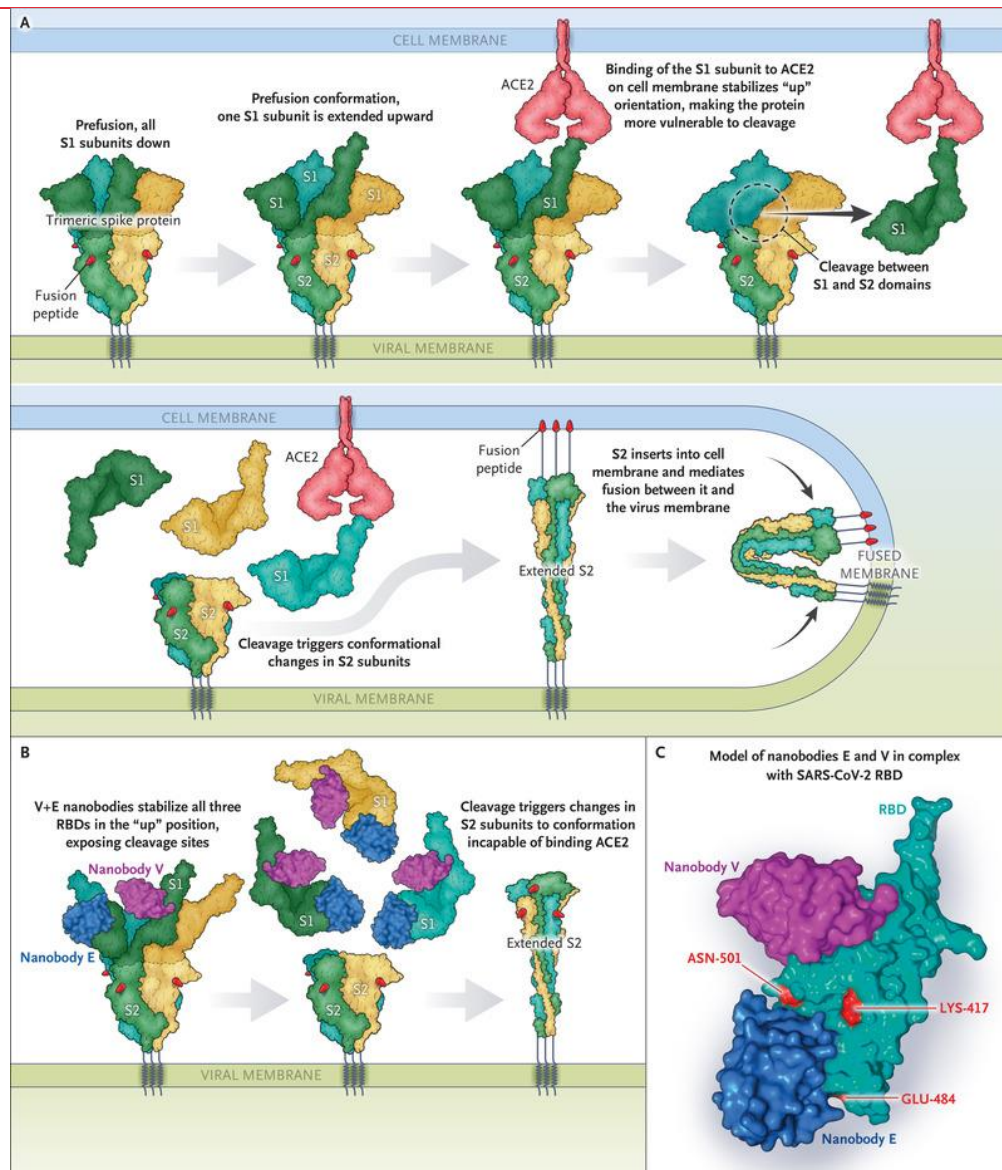 A
CELL MEMBRANE
ACE2
Binding of the S1 subunit to ACE2
on cell membrane stabilizes “up”
orientation, making the protein
more vulnerable to cleavage
Prefusion conformation,
one S1 subunit is extended upward
Prefusion, all
S1 subunits down
S1
S1
S1
S1
S1
S1
Trimeric spike protein
S2
S2
S2
S2
Fusion
peptide
Cleavage between
S1 and S2 domains
VIRAL MEMBRANE
CELL MEMBRANE
ACE2
Fusion
peptide
S2 inserts into cell
membrane and mediates
fusion between it and
the virus membrane
S1
S1
S1
Extended S2
FUSED
MEMBRANE
S2
S2
Cleavage triggers conformational
changes in S2 subunits
VIRAL MEMBRANE
B
V+E nanobodies stabilize all three
RBDs in the “up” position,
exposing cleavage sites
Nanobody V
S1
Nanobody E
S2
S1
S1
S1
Cleavage triggers changes in
S2 subunits to conformation
incapable of binding ACE2
Extended S2
VIRAL MEMBRANE
C
Model of nanobodies E and V in complex
with SARS-CoV-2 RBD
RBD
Nanobody V
ASN-501
LYS-417
GLU-484
Nanobody E